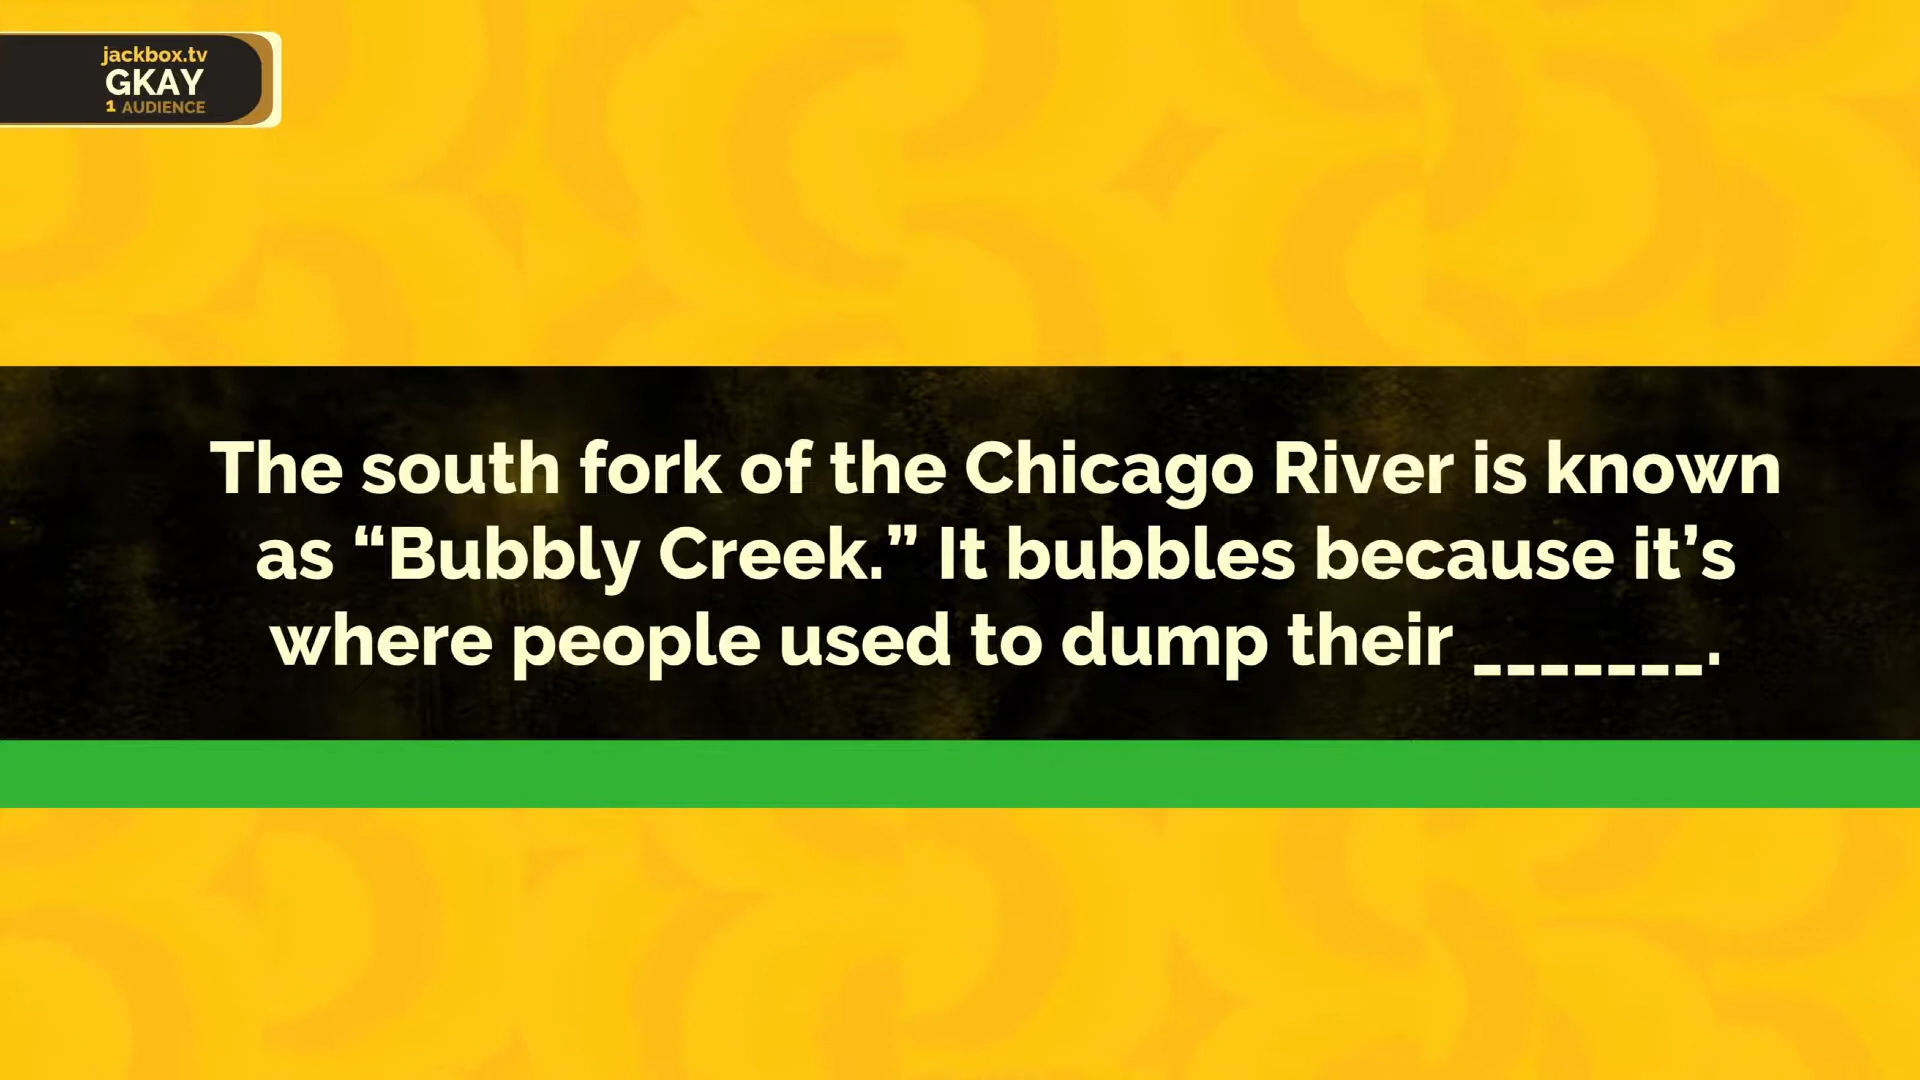 jackbox.tv
GKAY
1 AUDIENCE
The south fork of the Chicago River is known
as “Bubbly Creek.” It bubbles because it’s
where people used to dump their _______.